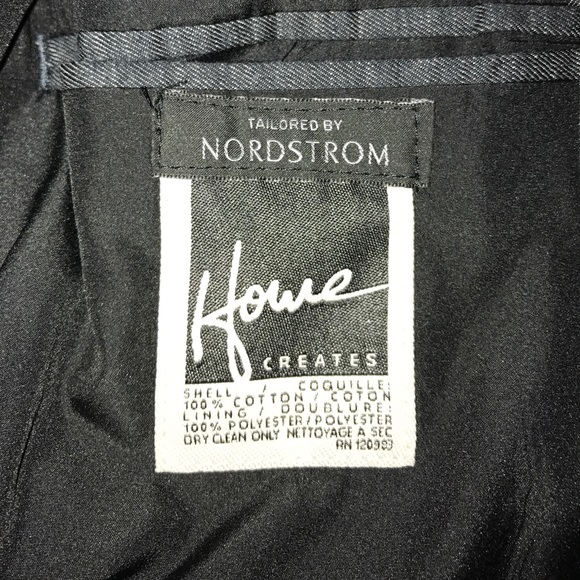 TAILORED BY
NORDSTROM
Howe
CREATES
SHELL / COQUILLE:
100% COTTON / COTON
LINING / DOUBLURE:
100% POLYESTER/POLYESTER
DRY CLEAN ONLY NETTOYAGE A SEC
RN 120983